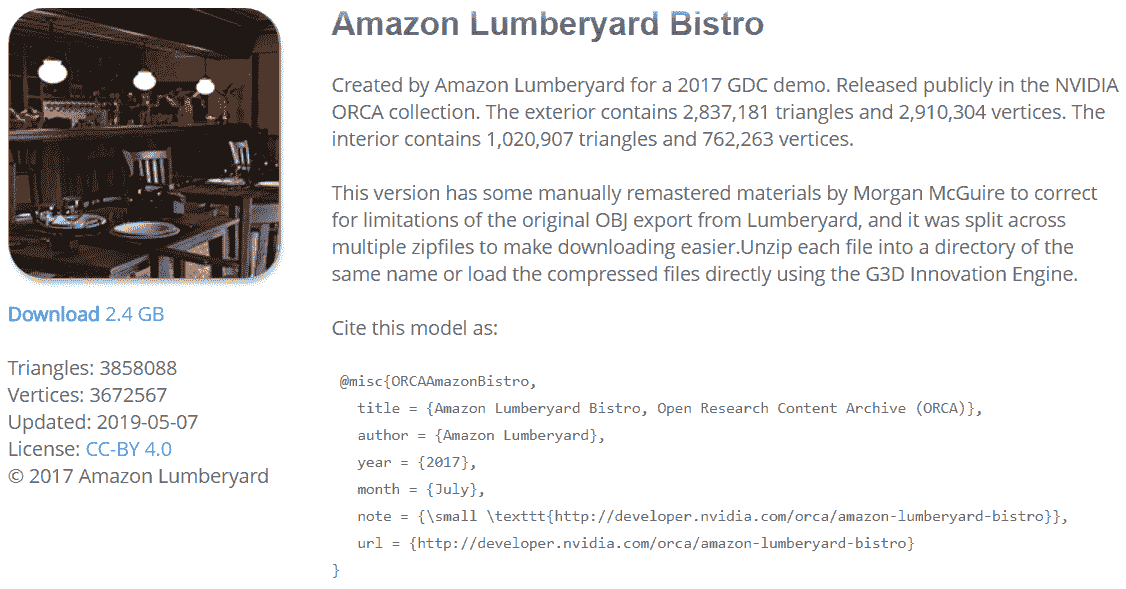 Amazon Lumberyard Bistro
Created by Amazon Lumberyard for a 2017 GDC demo. Released publicly in the NVIDIA
ORCA collection. The exterior contains 2,837,181 triangles and 2,910,304 vertices. The
interior contains 1,020,907 triangles and 762,263 vertices.
This version has some manually remastered materials by Morgan McGuire to correct
for limitations of the original OBJ export from Lumberyard, and it was split across
multiple zipfiles to make downloading easier.Unzip each file into a directory of the
same name or load the compressed files directly using the G3D Innovation Engine.
Cite this model as:
@misc{ORCAAmazonBistro,
title = {Amazon Lumberyard Bistro, Open Research Content Archive (ORCA)},
author = {Amazon Lumberyard},
year = {2017},
month = {July},
note = {\small \texttt{http://developer.nvidia.com/orca/amazon-lumberyard-bistro}},
url = {http://developer.nvidia.com/orca/amazon-lumberyard-bistro}
}
Download 2.4 GB
Triangles: 3858088
Vertices: 3672567
Updated: 2019-05-07
License: CC-BY 4.0
© 2017 Amazon Lumberyard